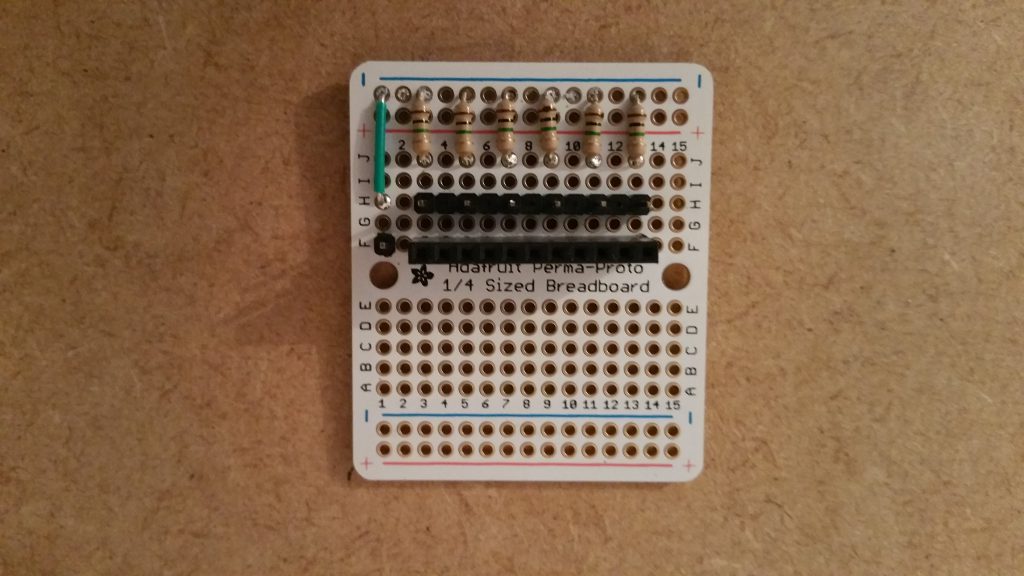 -
-
+
+
2
4
6
8
10
12
14
15
J
J
I
I
H
H
G
G
F
F
Adafruit Perma-Proto
1/4 Sized Breadboard
E
E
D
D
C
C
B
B
A
A
1 2 3 4 5 6 7 8 9 10 11 12 13 14 15
-
-
+
+